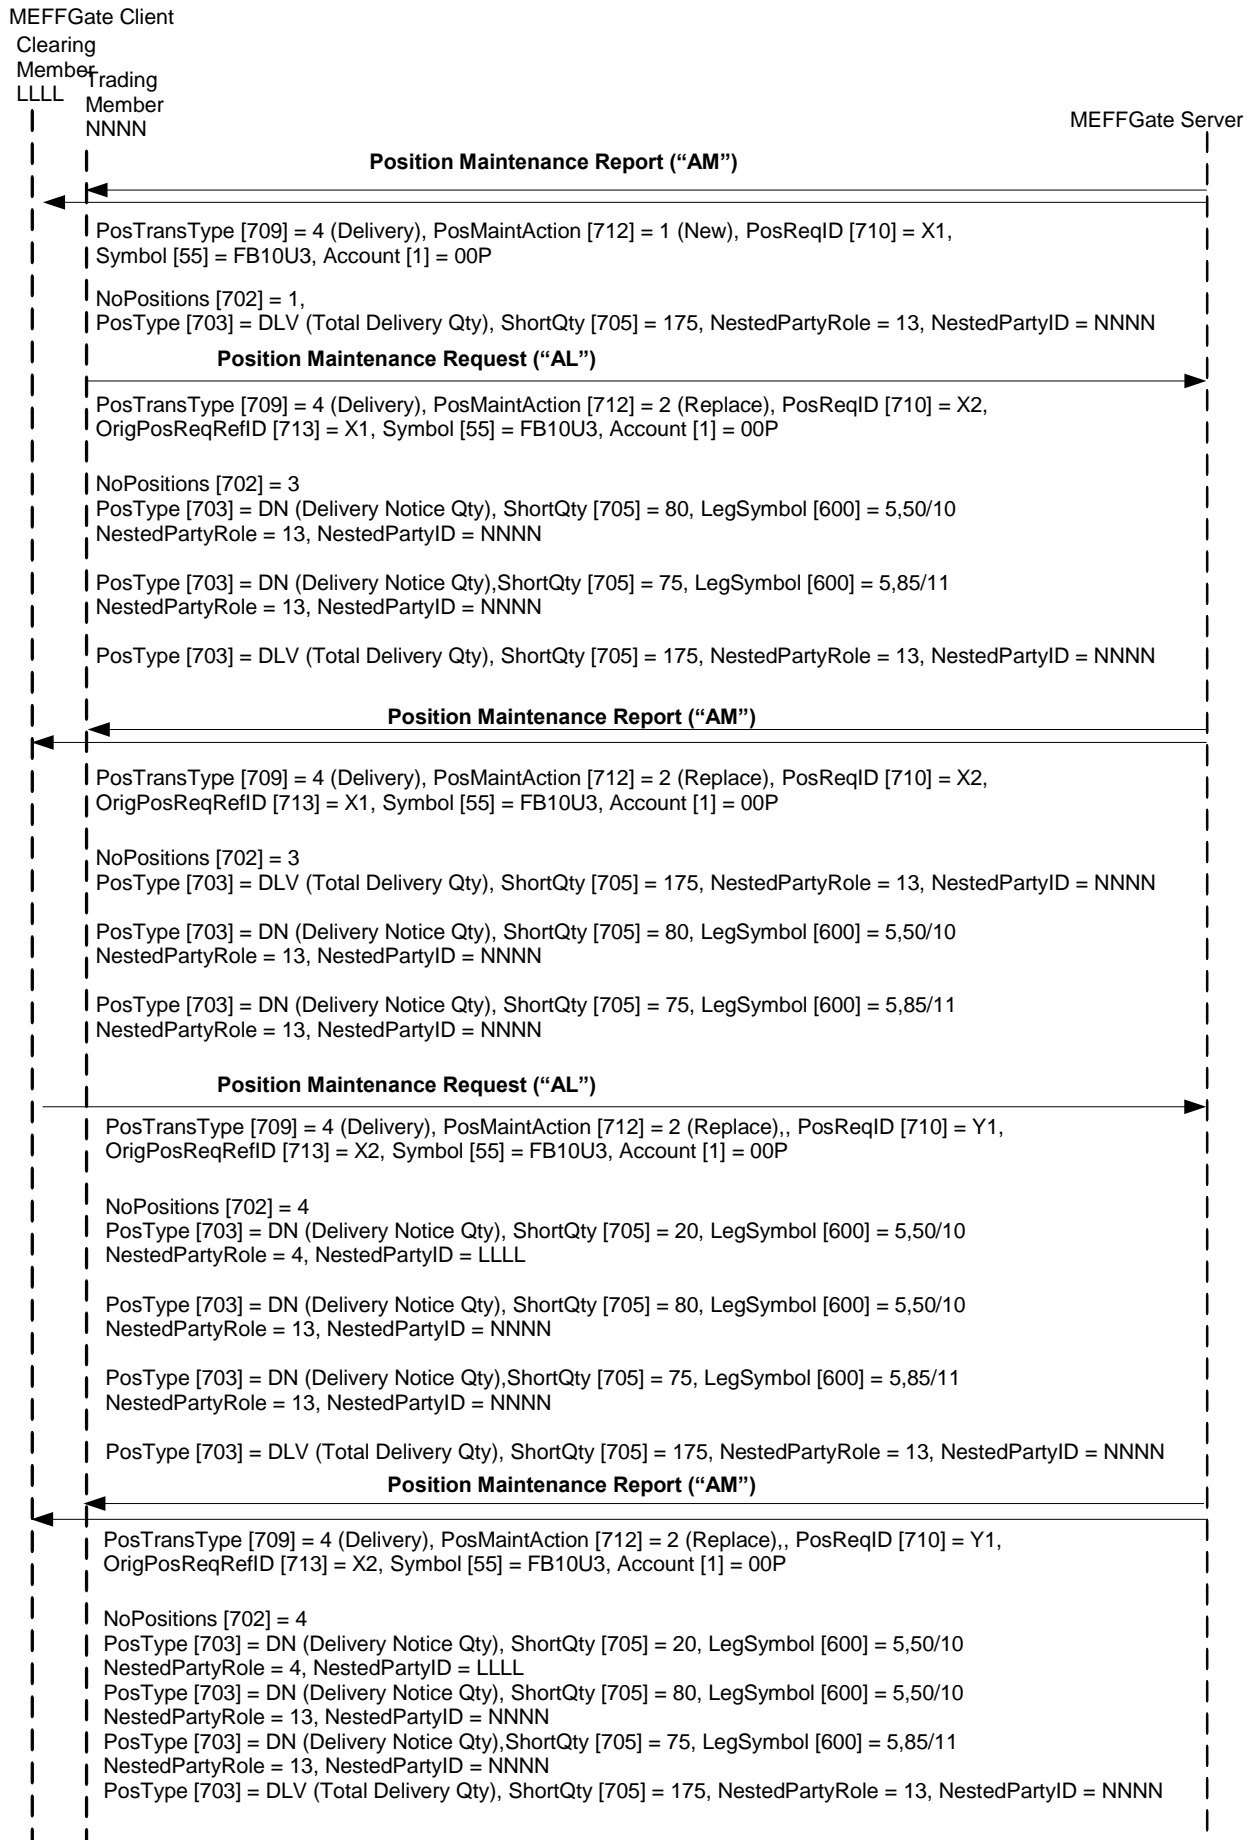 MEFFGate Client
Clearing
Member
LLLL
Trading
Member
NNNN
MEFFGate Server
Position Maintenance Report (“AM”)
PosTransType [709] = 4 (Delivery), PosMaintAction [712] = 1 (New), PosReqID [710] = X1,
Symbol [55] = FB10U3, Account [1] = 00P
NoPositions [702] = 1,
PosType [703] = DLV (Total Delivery Qty), ShortQty [705] = 175, NestedPartyRole = 13, NestedPartyID = NNNN
Position Maintenance Request (“AL”)
PosTransType [709] = 4 (Delivery), PosMaintAction [712] = 2 (Replace), PosReqID [710] = X2,
OrigPosReqRefID [713] = X1, Symbol [55] = FB10U3, Account [1] = 00P
NoPositions [702] = 3
PosType [703] = DN (Delivery Notice Qty), ShortQty [705] = 80, LegSymbol [600] = 5,50/10
NestedPartyRole = 13, NestedPartyID = NNNN
PosType [703] = DN (Delivery Notice Qty),ShortQty [705] = 75, LegSymbol [600] = 5,85/11
NestedPartyRole = 13, NestedPartyID = NNNN
PosType [703] = DLV (Total Delivery Qty), ShortQty [705] = 175, NestedPartyRole = 13, NestedPartyID = NNNN
Position Maintenance Report (“AM”)
PosTransType [709] = 4 (Delivery), PosMaintAction [712] = 2 (Replace), PosReqID [710] = X2,
OrigPosReqRefID [713] = X1, Symbol [55] = FB10U3, Account [1] = 00P
NoPositions [702] = 3
PosType [703] = DLV (Total Delivery Qty), ShortQty [705] = 175, NestedPartyRole = 13, NestedPartyID = NNNN
PosType [703] = DN (Delivery Notice Qty), ShortQty [705] = 80, LegSymbol [600] = 5,50/10
NestedPartyRole = 13, NestedPartyID = NNNN
PosType [703] = DN (Delivery Notice Qty), ShortQty [705] = 75, LegSymbol [600] = 5,85/11
NestedPartyRole = 13, NestedPartyID = NNNN
Position Maintenance Request (“AL”)
PosTransType [709] = 4 (Delivery), PosMaintAction [712] = 2 (Replace),, PosReqID [710] = Y1,
OrigPosReqRefID [713] = X2, Symbol [55] = FB10U3, Account [1] = 00P
NoPositions [702] = 4
PosType [703] = DN (Delivery Notice Qty), ShortQty [705] = 20, LegSymbol [600] = 5,50/10
NestedPartyRole = 4, NestedPartyID = LLLL
PosType [703] = DN (Delivery Notice Qty), ShortQty [705] = 80, LegSymbol [600] = 5,50/10
NestedPartyRole = 13, NestedPartyID = NNNN
PosType [703] = DN (Delivery Notice Qty),ShortQty [705] = 75, LegSymbol [600] = 5,85/11
NestedPartyRole = 13, NestedPartyID = NNNN
PosType [703] = DLV (Total Delivery Qty), ShortQty [705] = 175, NestedPartyRole = 13, NestedPartyID = NNNN
Position Maintenance Report (“AM”)
PosTransType [709] = 4 (Delivery), PosMaintAction [712] = 2 (Replace),, PosReqID [710] = Y1,
OrigPosReqRefID [713] = X2, Symbol [55] = FB10U3, Account [1] = 00P
NoPositions [702] = 4
PosType [703] = DN (Delivery Notice Qty), ShortQty [705] = 20, LegSymbol [600] = 5,50/10
NestedPartyRole = 4, NestedPartyID = LLLL
PosType [703] = DN (Delivery Notice Qty), ShortQty [705] = 80, LegSymbol [600] = 5,50/10
NestedPartyRole = 13, NestedPartyID = NNNN
PosType [703] = DN (Delivery Notice Qty),ShortQty [705] = 75, LegSymbol [600] = 5,85/11
NestedPartyRole = 13, NestedPartyID = NNNN
PosType [703] = DLV (Total Delivery Qty), ShortQty [705] = 175, NestedPartyRole = 13, NestedPartyID = NNNN